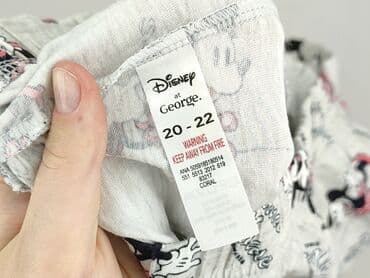 Disney
at
George.
20 - 22
WARNING
KEEP AWAY FROM FIRE
CORAL